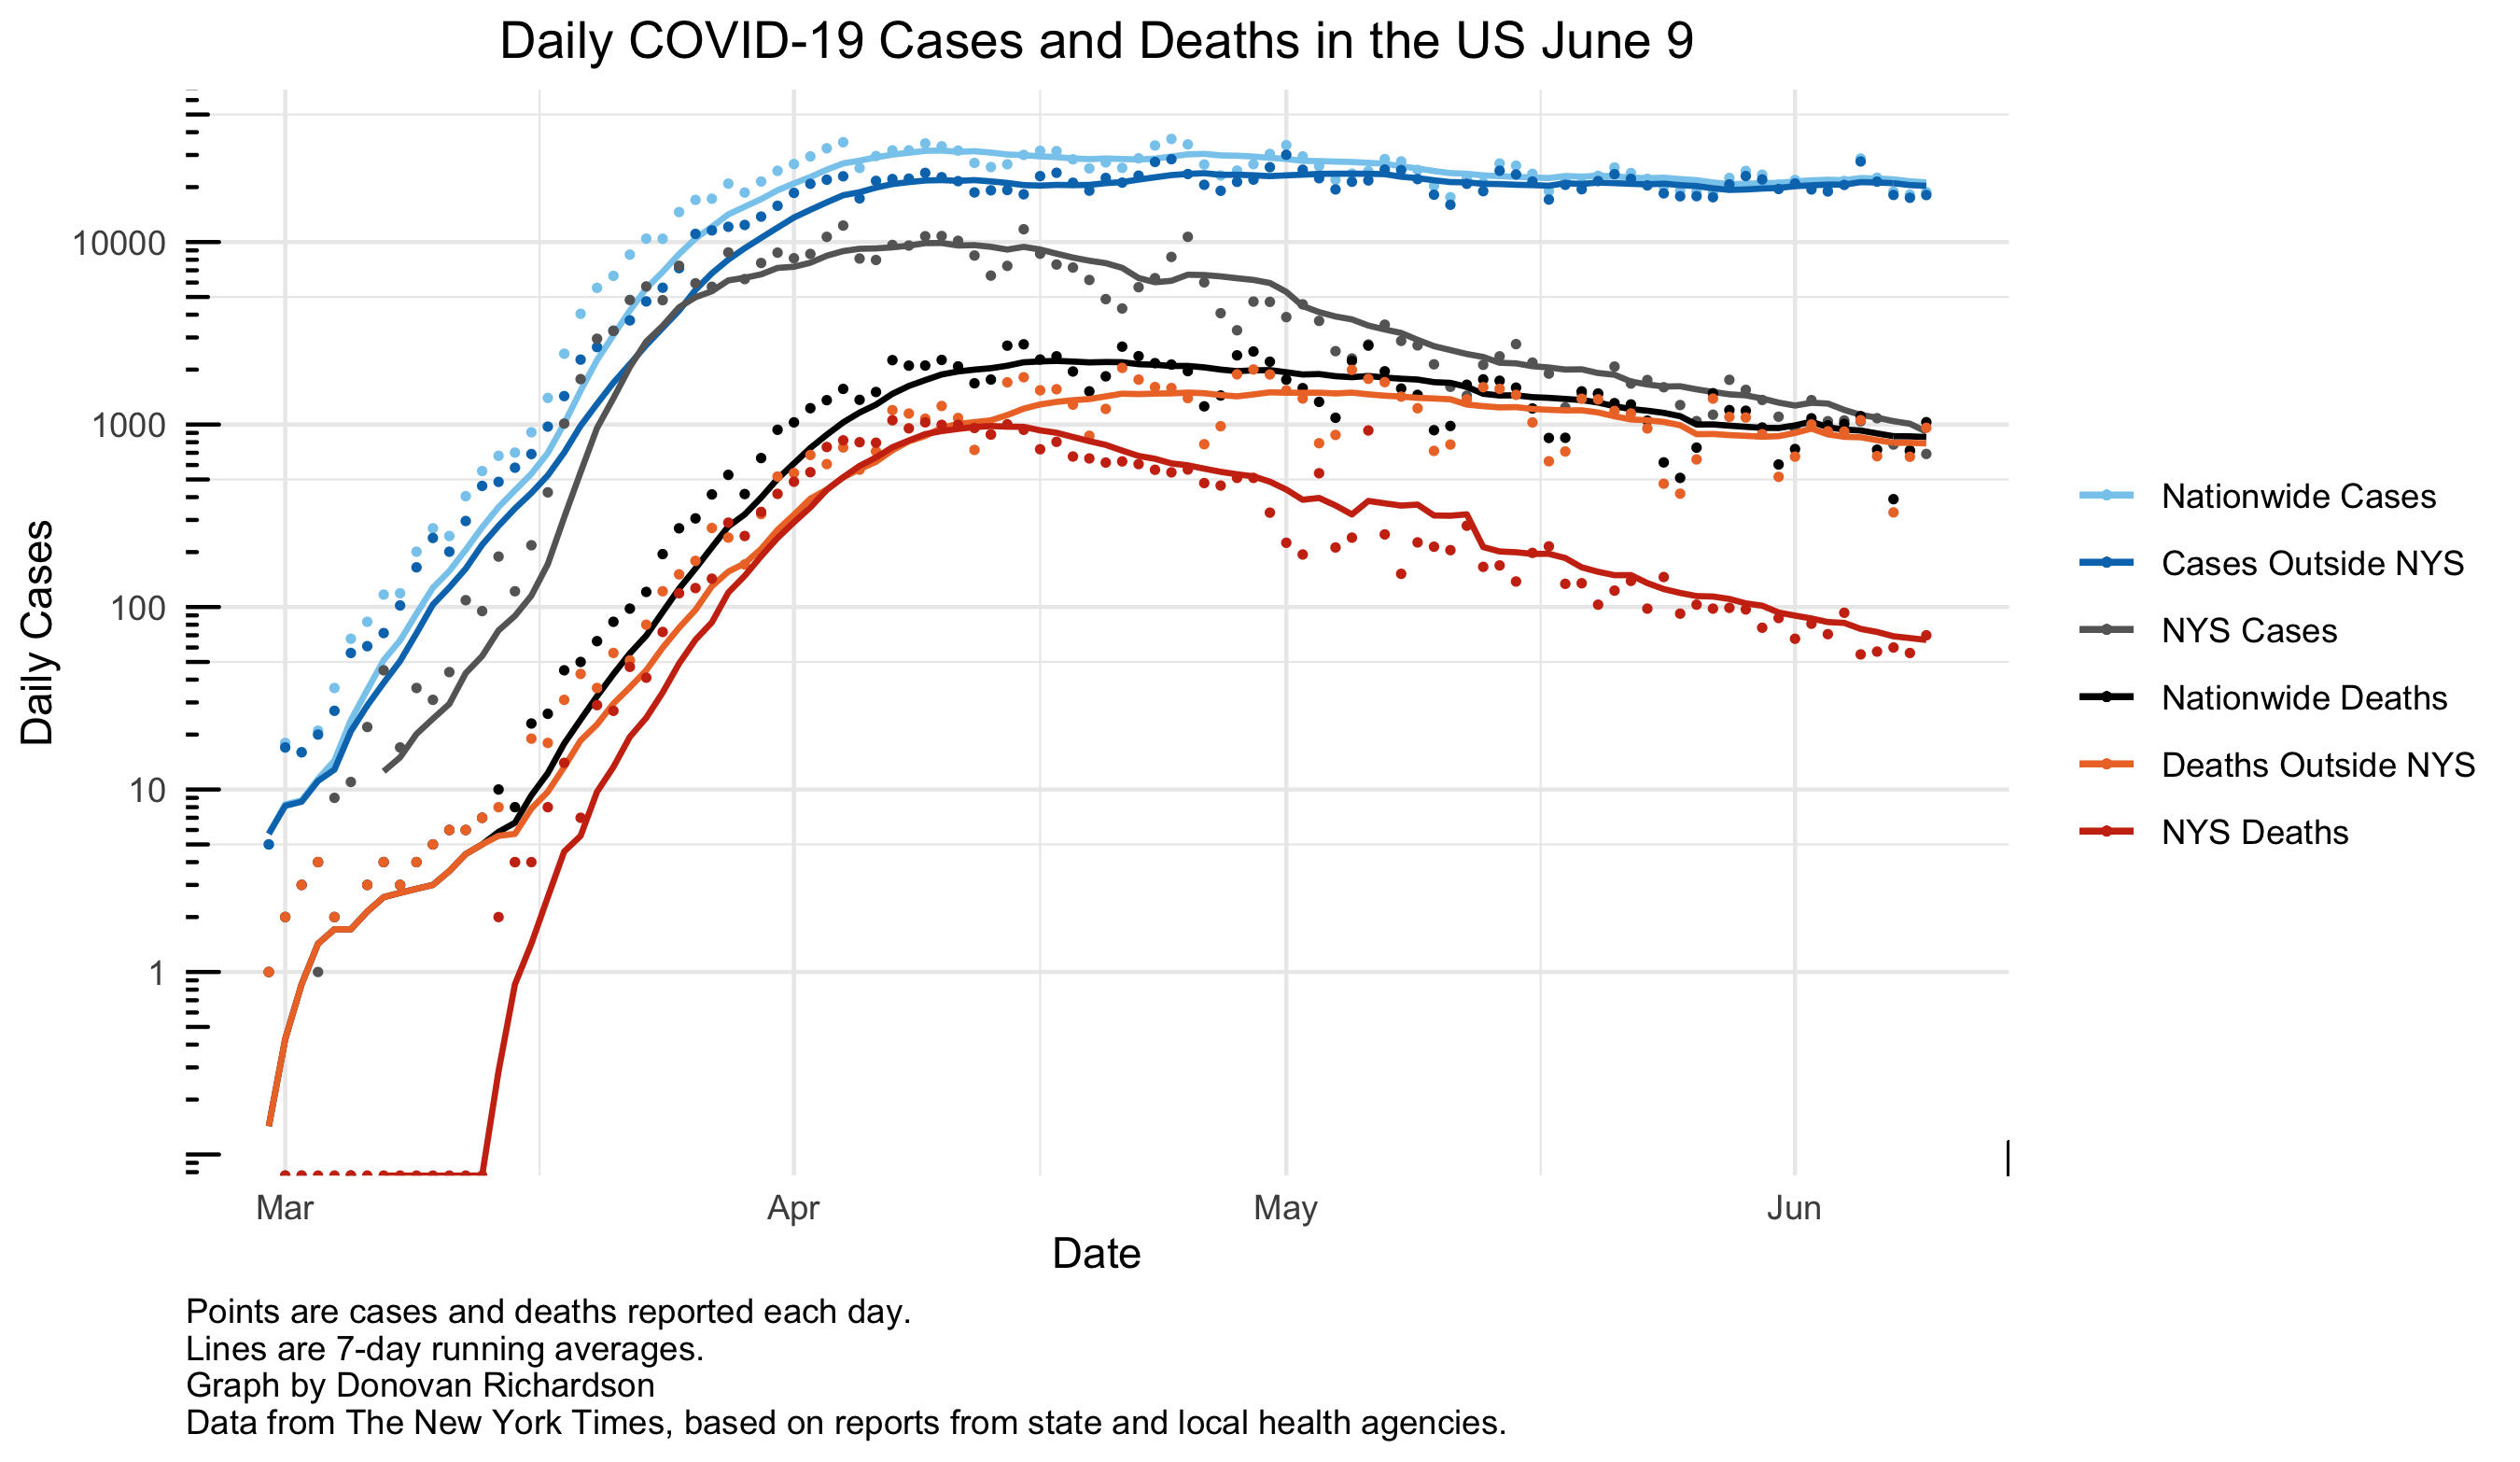 Daily COVID-19 Cases and Deaths in the US June 9
Daily Cases
10000
1000
100
10
1
Mar
Apr
May
Jun
Date
Nationwide Cases
Cases Outside NYS
NYS Cases
Nationwide Deaths
Deaths Outside NYS
NYS Deaths
Points are cases and deaths reported each day.
Lines are 7-day running averages.
Graph by Donovan Richardson
Data from The New York Times, based on reports from state and local health agencies.